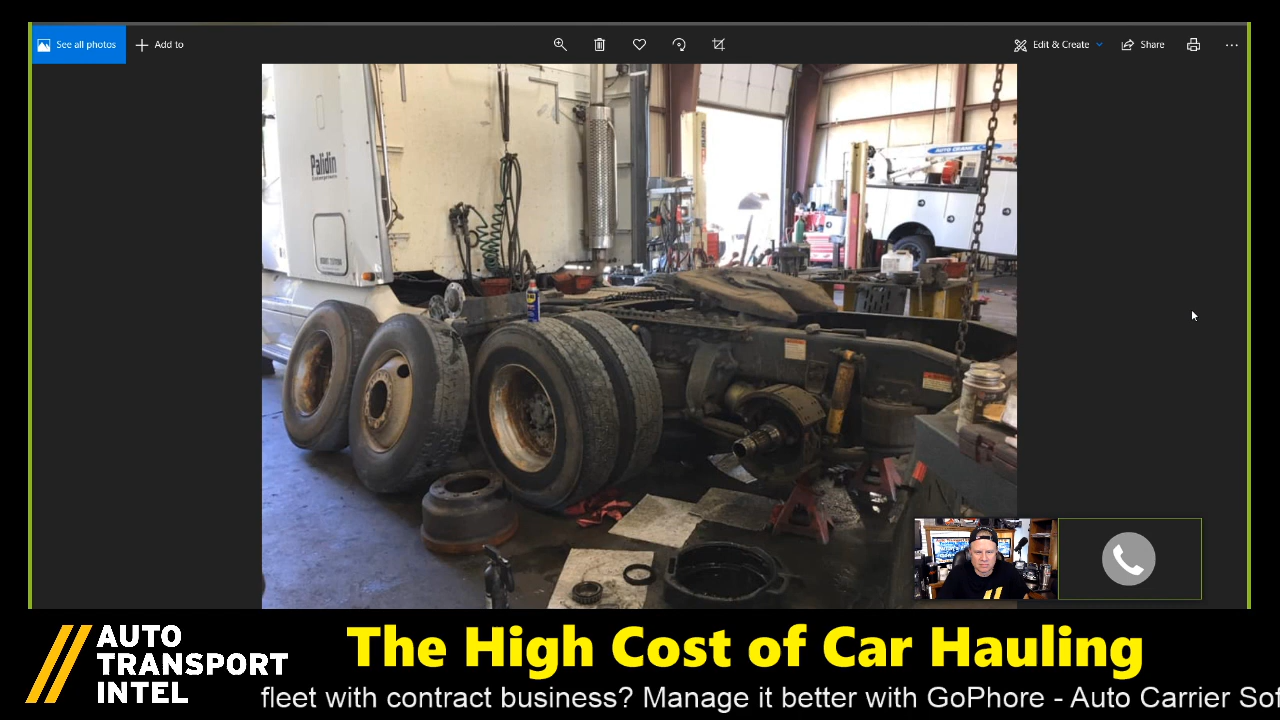 See all photos
Add to
Edit & Create
Share
Palidin
AUTO CRANE
The High Cost of Car Hauling
AUTO
TRANSPORT
INTEL
fleet with contract business? Manage it better with GoPhore - Auto Carrier Sof